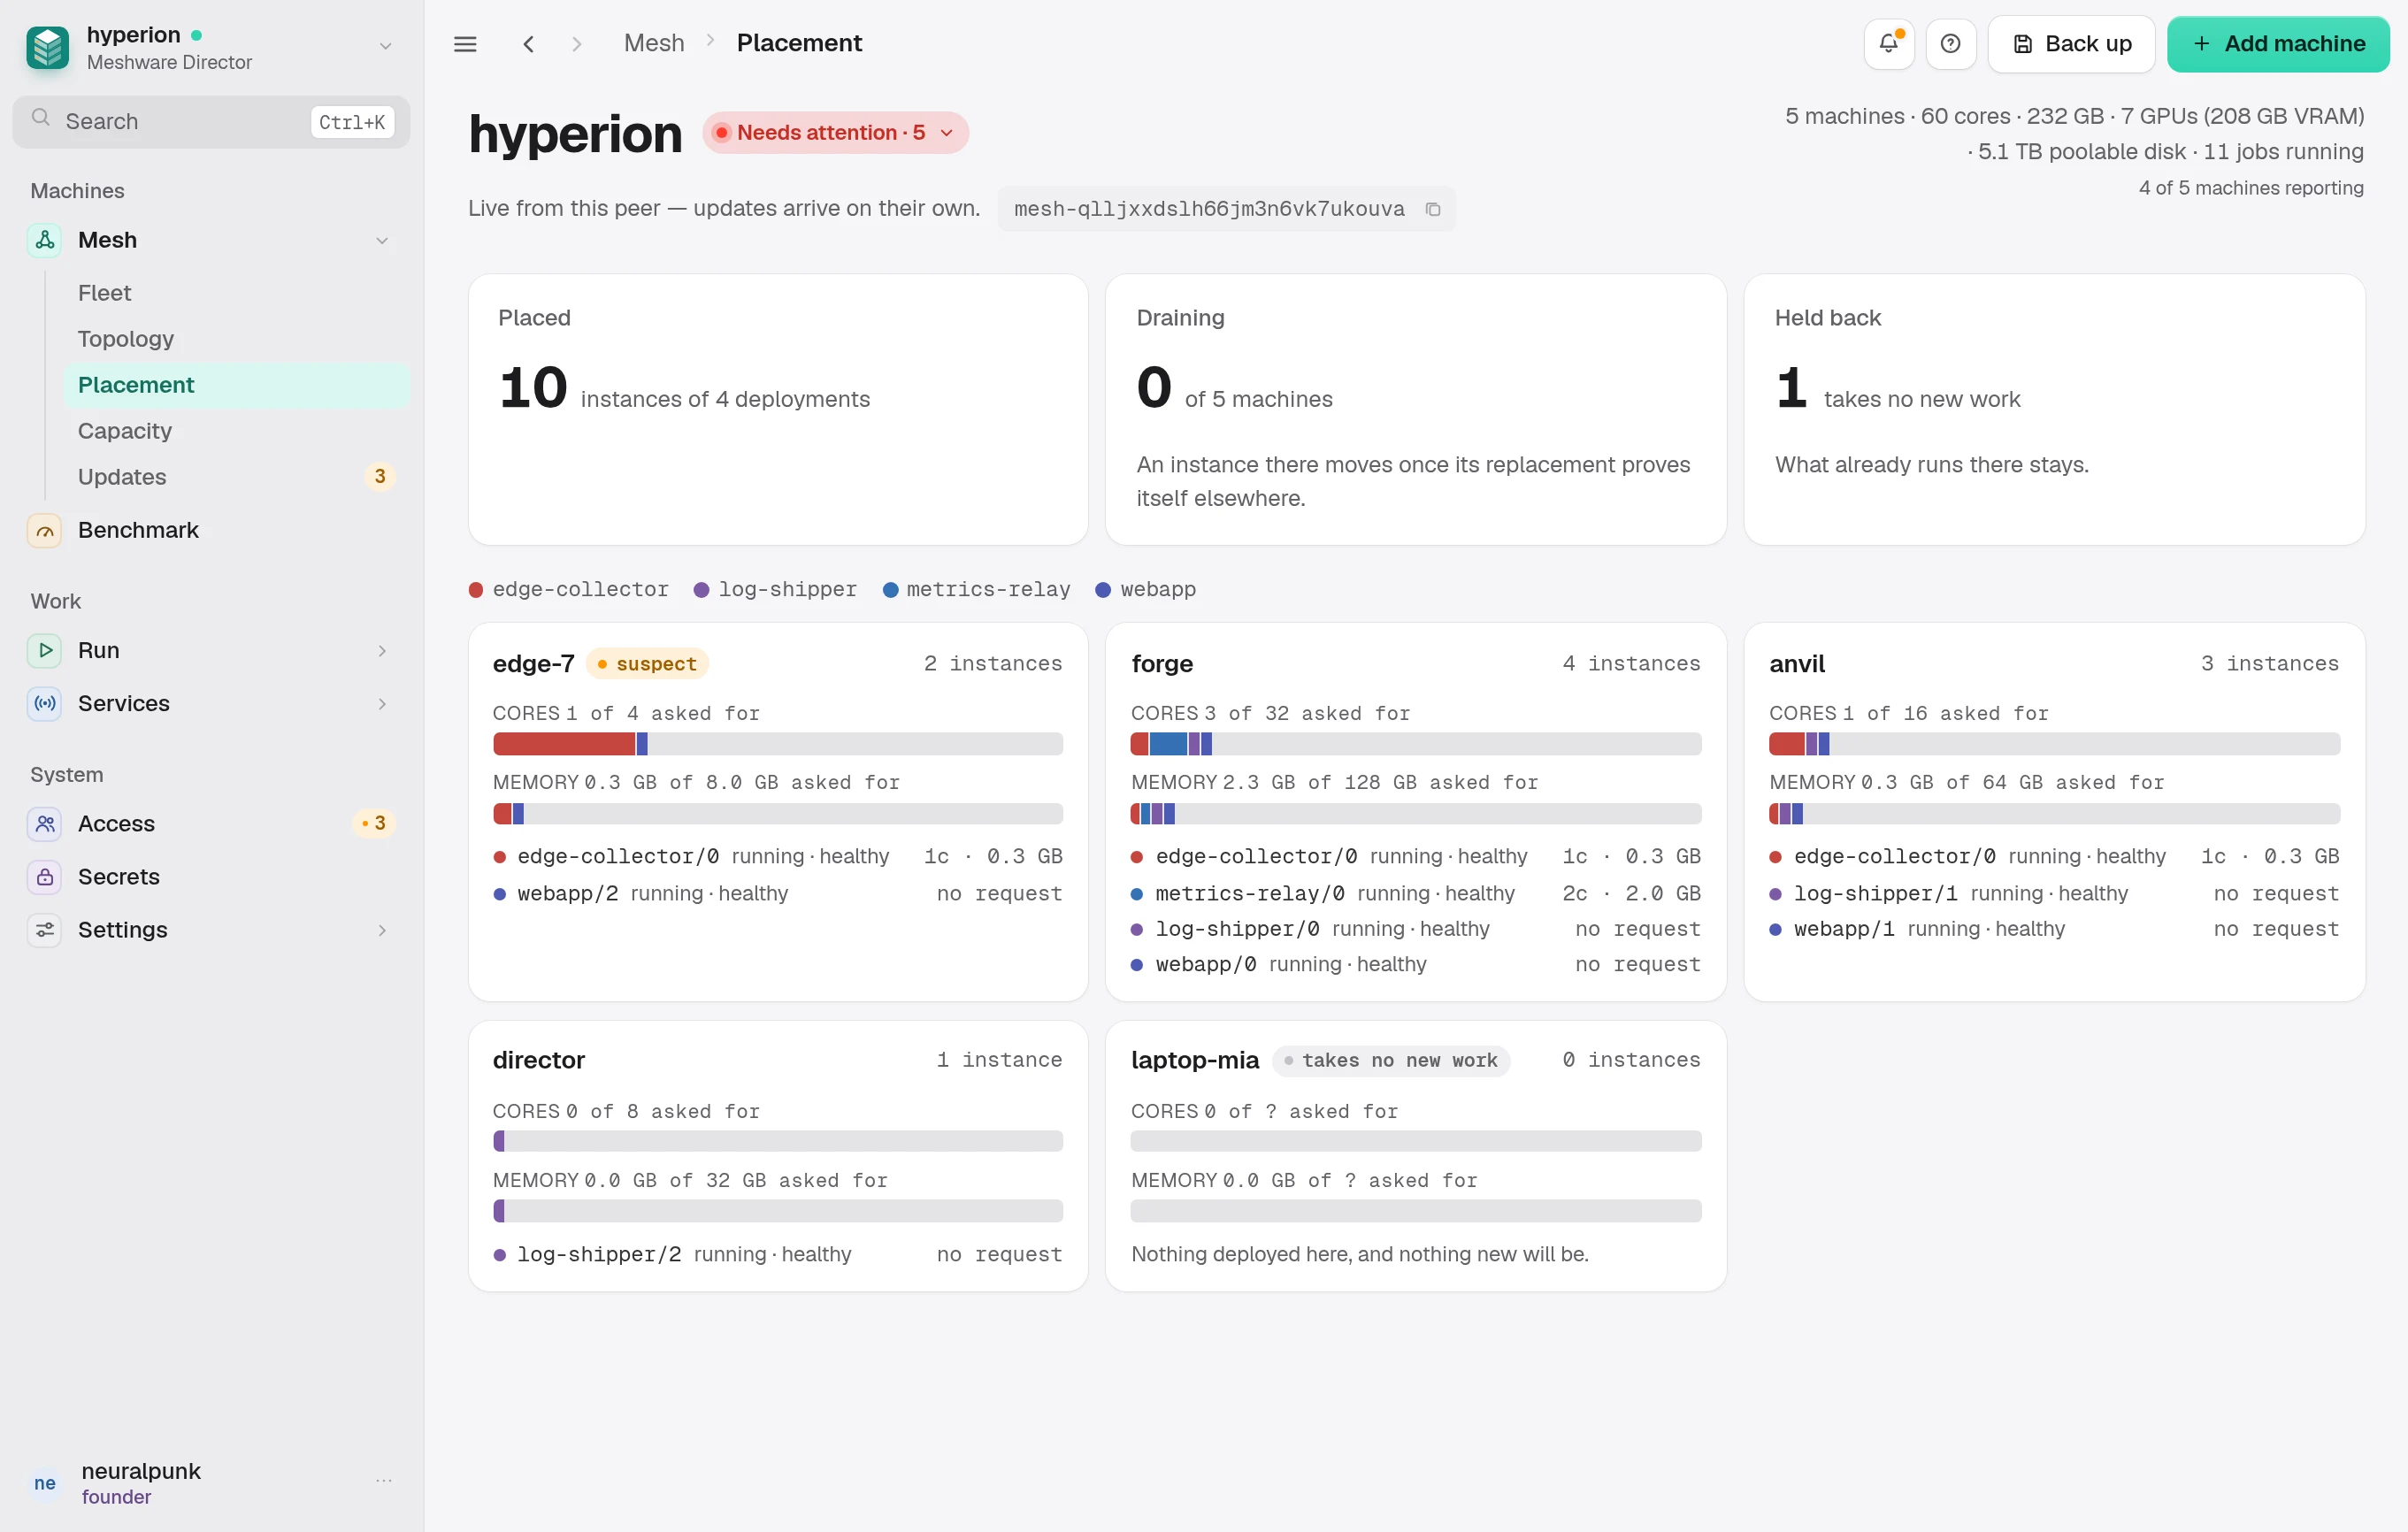 hyperion
Meshware Director
Search Ctrl+K
Machines
Mesh
Fleet
Topology
Placement
Capacity
Updates 3
Benchmark
Work
Run
Services
System
Access 3
Secrets
Settings
ne
neuralpunk
founder
Mesh Placement
Back up
Add machine
hyperion
Needs attention · 5
5 machines · 60 cores · 232 GB · 7 GPUs (208 GB VRAM)
· 5.1 TB poolable disk · 11 jobs running
4 of 5 machines reporting
Live from this peer — updates arrive on their own. mesh-qlljxxdslh66jm3n6vk7ukouva
Placed
10 instances of 4 deployments
Draining
0 of 5 machines
An instance there moves once its replacement proves
itself elsewhere.
Held back
1 takes no new work
What already runs there stays.
edge-collector log-shipper metrics-relay webapp
edge-7 suspect 2 instances
CORES 1 of 4 asked for
MEMORY 0.3 GB of 8.0 GB asked for
edge-collector/0 running · healthy 1c · 0.3 GB
webapp/2 running · healthy no request
forge 4 instances
CORES 3 of 32 asked for
MEMORY 2.3 GB of 128 GB asked for
edge-collector/0 running · healthy 1c · 0.3 GB
metrics-relay/0 running · healthy 2c · 2.0 GB
log-shipper/0 running · healthy no request
webapp/0 running · healthy no request
anvil 3 instances
CORES 1 of 16 asked for
MEMORY 0.3 GB of 64 GB asked for
edge-collector/0 running · healthy 1c · 0.3 GB
log-shipper/1 running · healthy no request
webapp/1 running · healthy no request
director 1 instance
CORES 0 of 8 asked for
MEMORY 0.0 GB of 32 GB asked for
log-shipper/2 running · healthy no request
laptop-mia takes no new work 0 instances
CORES 0 of ? asked for
MEMORY 0.0 GB of ? asked for
Nothing deployed here, and nothing new will be.